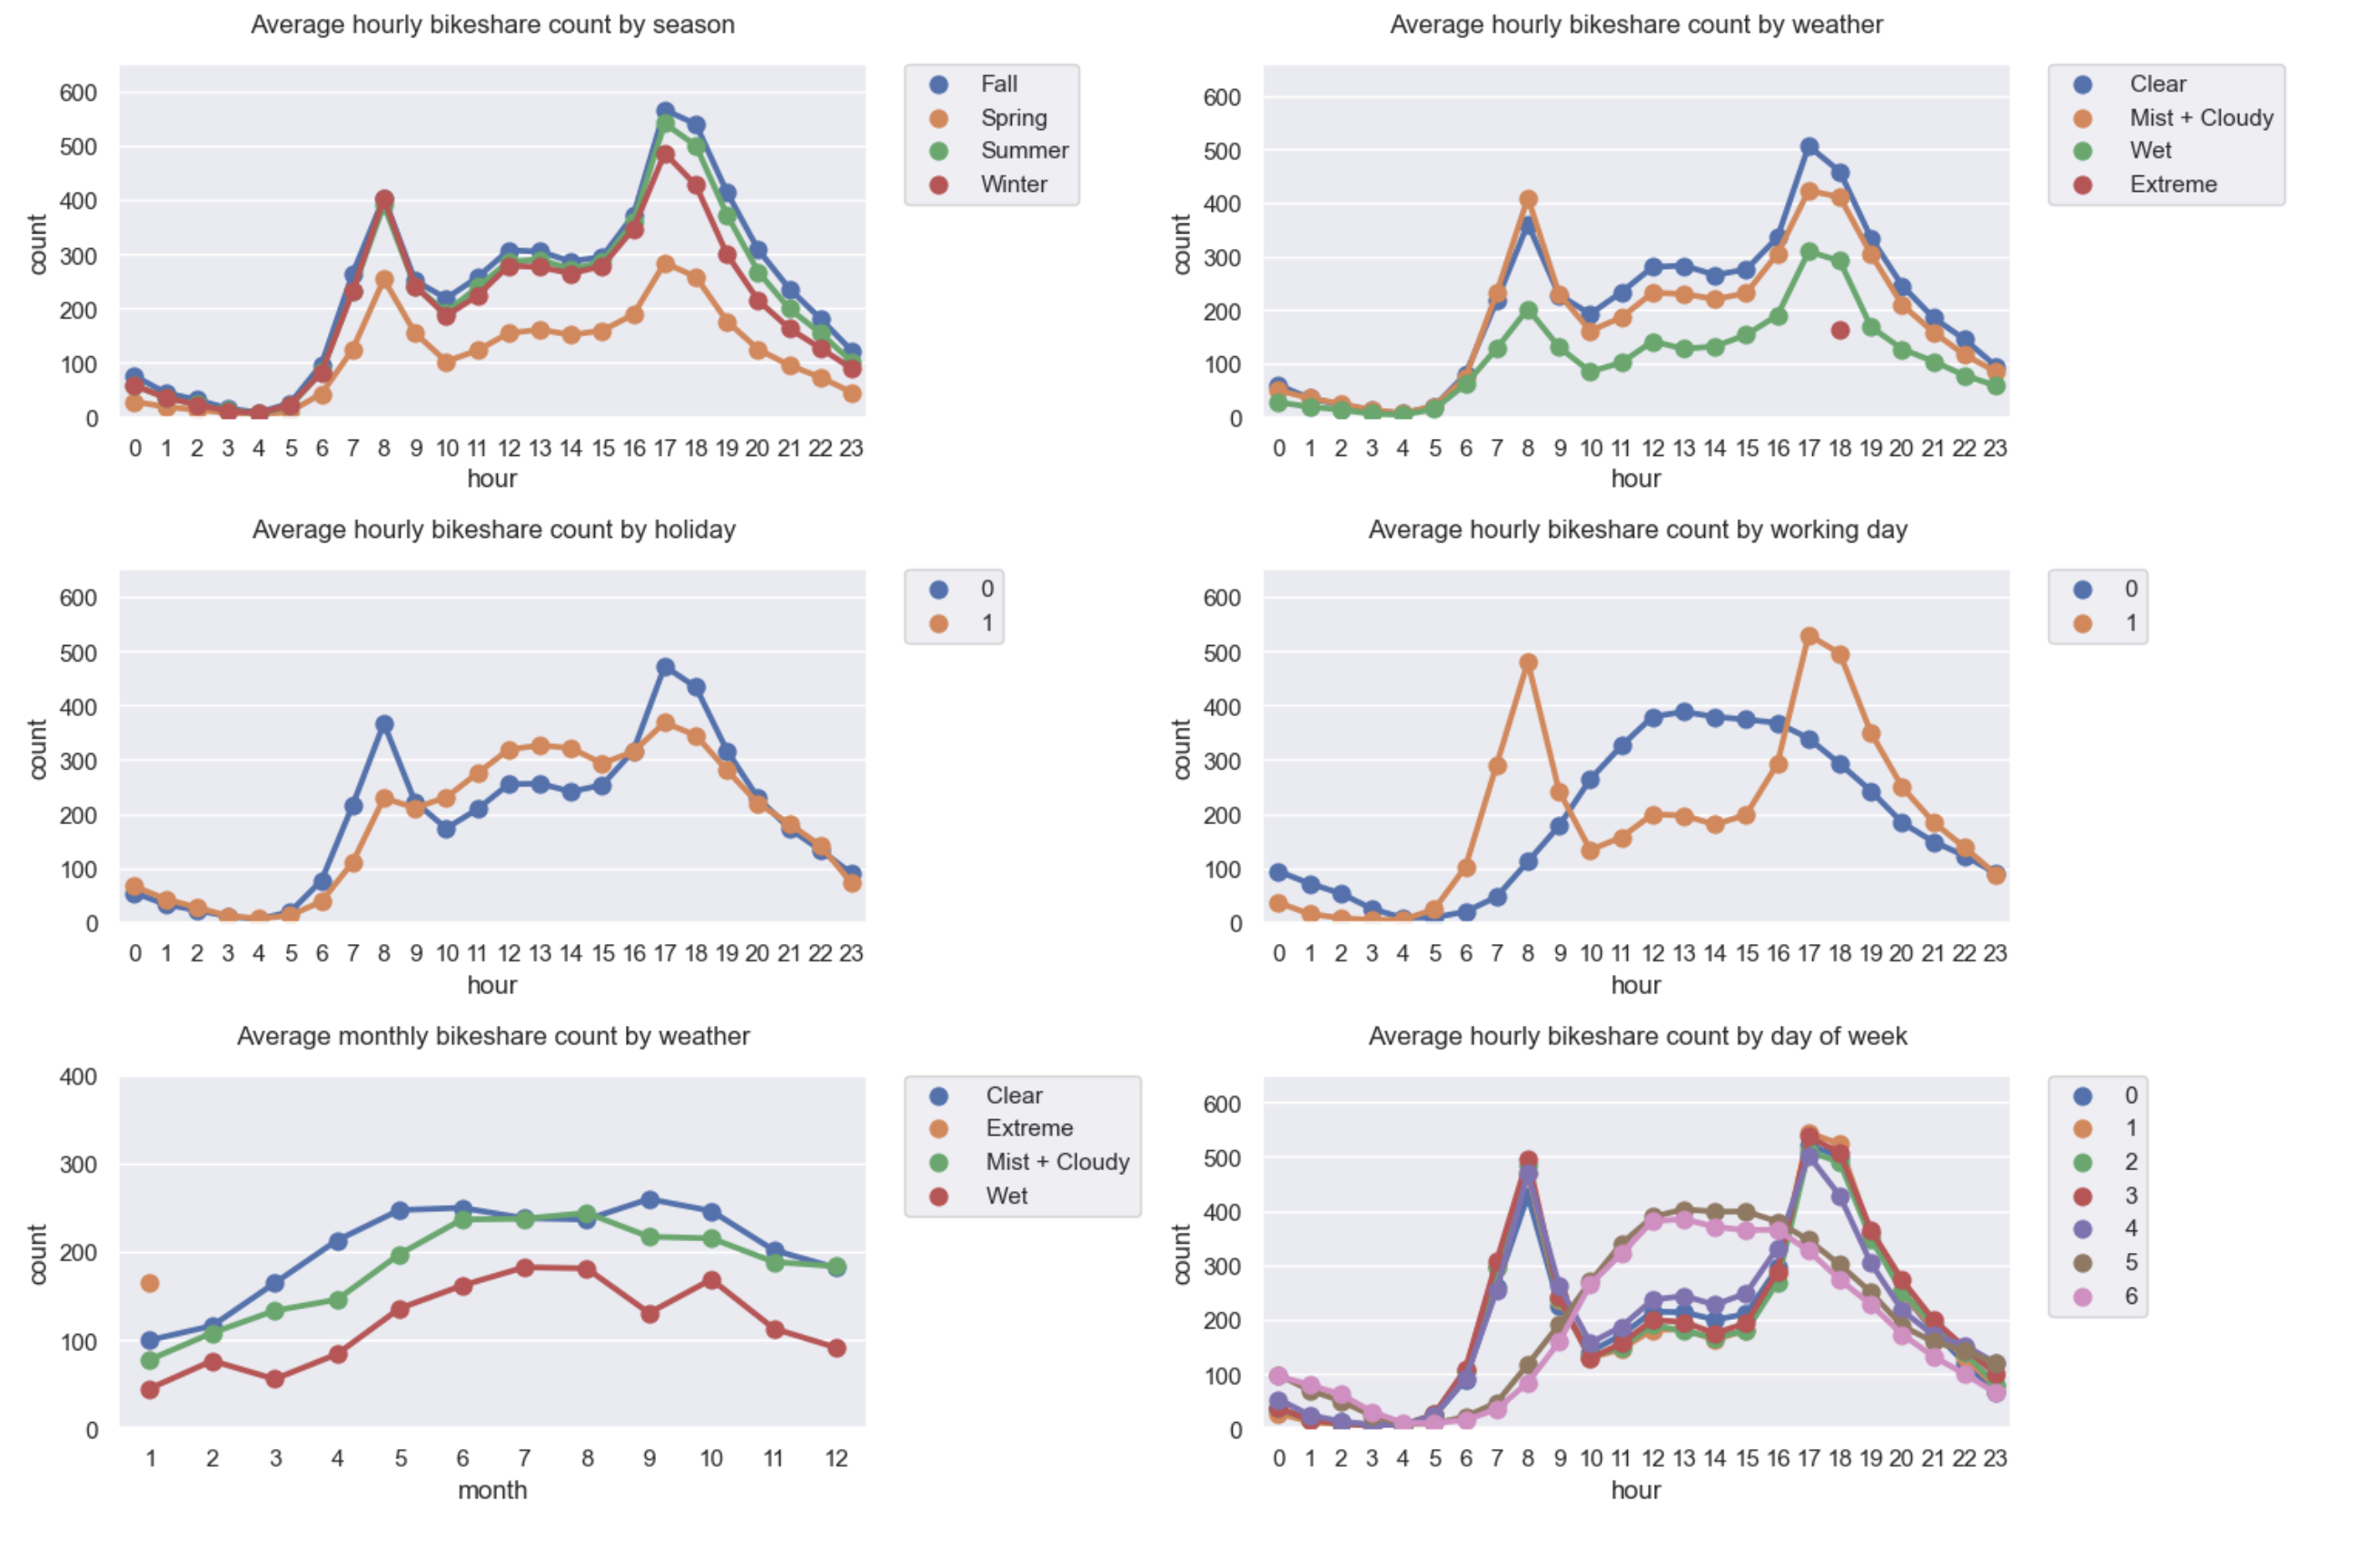 Average hourly bikeshare count by season
600
500
400
300
200
100
0
count
0 1 2 3 4 5 6 7 8 9 10 11 12 13 14 15 16 17 18 19 20 21 22 23
hour
Fall
Spring
Summer
Winter
Average hourly bikeshare count by weather
600
500
400
300
200
100
0
count
0 1 2 3 4 5 6 7 8 9 10 11 12 13 14 15 16 17 18 19 20 21 22 23
hour
Clear
Mist + Cloudy
Wet
Extreme
Average hourly bikeshare count by holiday
600
500
400
300
200
100
0
count
0 1 2 3 4 5 6 7 8 9 10 11 12 13 14 15 16 17 18 19 20 21 22 23
hour
0
1
Average hourly bikeshare count by working day
600
500
400
300
200
100
0
count
0 1 2 3 4 5 6 7 8 9 10 11 12 13 14 15 16 17 18 19 20 21 22 23
hour
0
1
Average monthly bikeshare count by weather
400
300
200
100
0
count
1 2 3 4 5 6 7 8 9 10 11 12
month
Clear
Extreme
Mist + Cloudy
Wet
Average hourly bikeshare count by day of week
600
500
400
300
200
100
0
count
0 1 2 3 4 5 6 7 8 9 10 11 12 13 14 15 16 17 18 19 20 21 22 23
hour
0
1
2
3
4
5
6